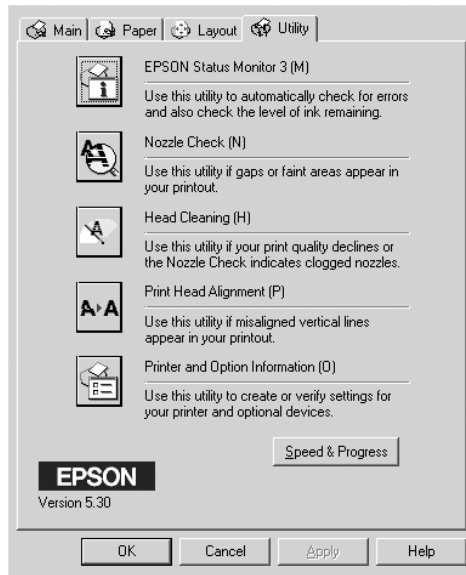 Main Paper Layout Utility
EPSON Status Monitor 3 (M)
Use this utility to automatically check for errors
and also check the level of ink remaining.
Nozzle Check (N)
Use this utility if gaps or faint areas appear in
your printout.
Head Cleaning (H)
Use this utility if your print quality declines or
the Nozzle Check indicates clogged nozzles.
Print Head Alignment (P)
Use this utility if misaligned vertical lines
appear in your printout.
Printer and Option Information (O)
Use this utility to create or verify settings for
your printer and optional devices.
Speed & Progress
EPSON
Version 5.30
OK Cancel Apply Help